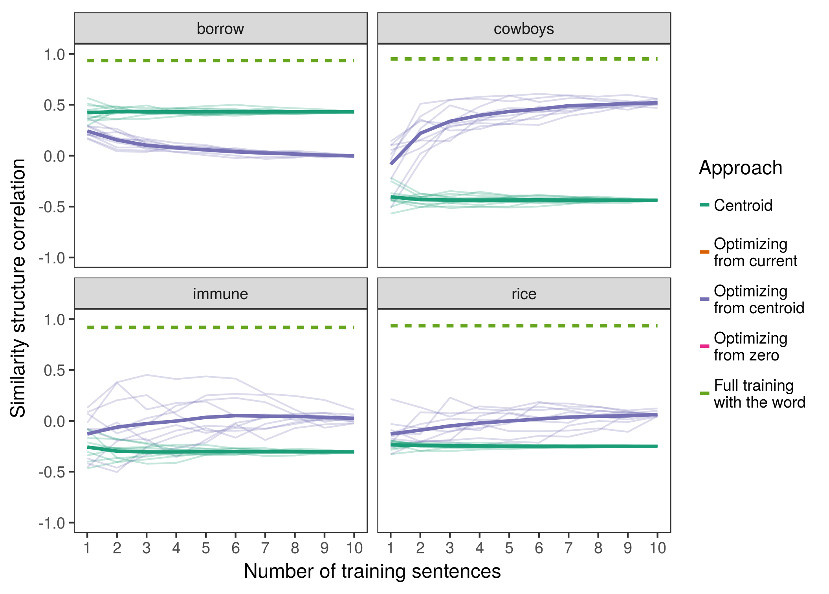 borrow
cowboys
1.0
0.5
0.0
-0.5
-1.0
immune
rice
1.0
0.5
0.0
-0.5
-1.0
1 2 3 4 5 6 7 8 9 10
1 2 3 4 5 6 7 8 9 10
Number of training sentences
Similarity structure correlation
Approach
Centroid
Optimizing
from current
Optimizing
from centroid
Optimizing
from zero
Full training
with the word